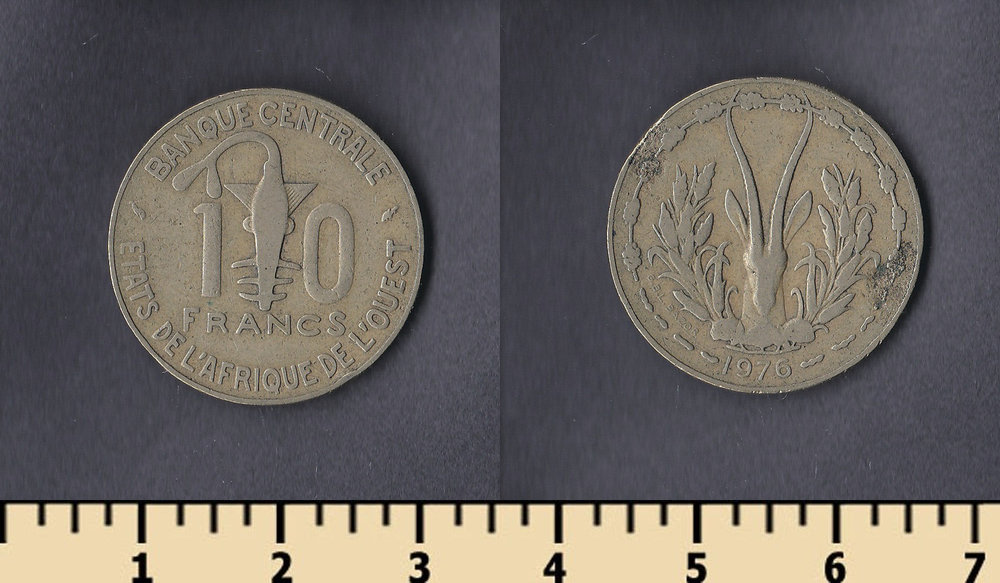 BANQUE CENTRALE
10
FRANCS
ETATS DE L'AFRIQUE DE L'OUEST
1976
1 2 3 4 5 6 7